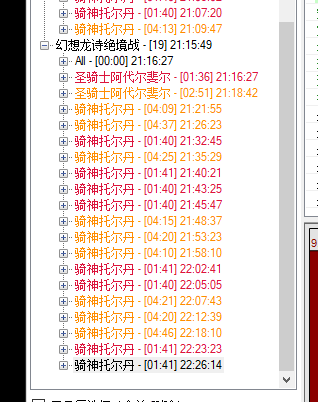 骑神托尔丹 - [01:40] 21:07:20
骑神托尔丹 - [04:13] 21:09:47
幻想龙诗绝境战 - [19] 21:15:49
All - [00:00] 21:16:27
圣骑士阿代尔斐尔 - [01:36] 21:16:27
圣骑士阿代尔斐尔 - [02:51] 21:18:42
骑神托尔丹 - [04:09] 21:21:55
骑神托尔丹 - [04:37] 21:26:23
骑神托尔丹 - [01:40] 21:32:45
骑神托尔丹 - [04:25] 21:35:29
骑神托尔丹 - [01:41] 21:40:21
骑神托尔丹 - [01:40] 21:43:25
骑神托尔丹 - [01:40] 21:45:47
骑神托尔丹 - [04:15] 21:48:37
骑神托尔丹 - [04:20] 21:53:23
骑神托尔丹 - [04:10] 21:58:10
骑神托尔丹 - [01:41] 22:02:41
骑神托尔丹 - [01:40] 22:05:05
骑神托尔丹 - [04:21] 22:07:43
骑神托尔丹 - [04:20] 22:12:39
骑神托尔丹 - [04:46] 22:18:10
骑神托尔丹 - [01:41] 22:23:23
骑神托尔丹 - [01:41] 22:26:14